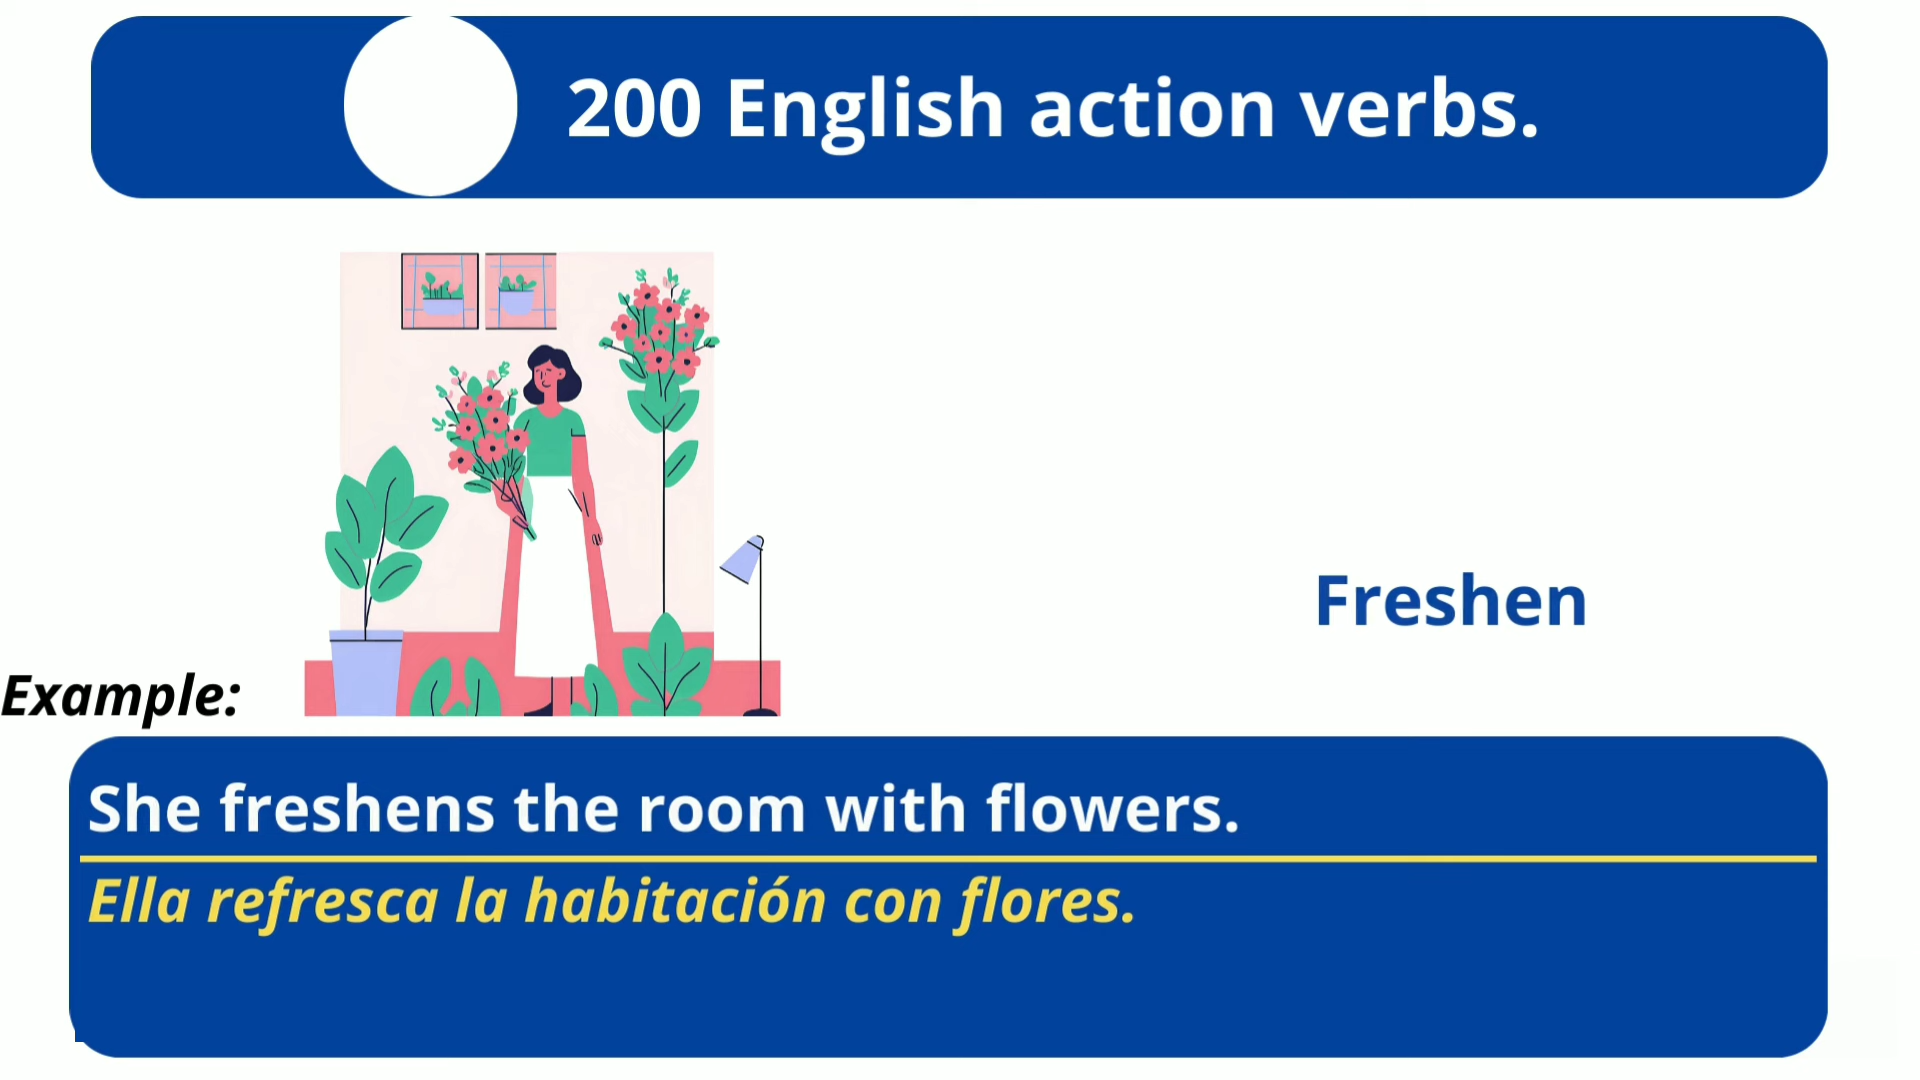 200 English action verbs.
Freshen
Example:
She freshens the room with flowers.
Ella refresca la habitación con flores.